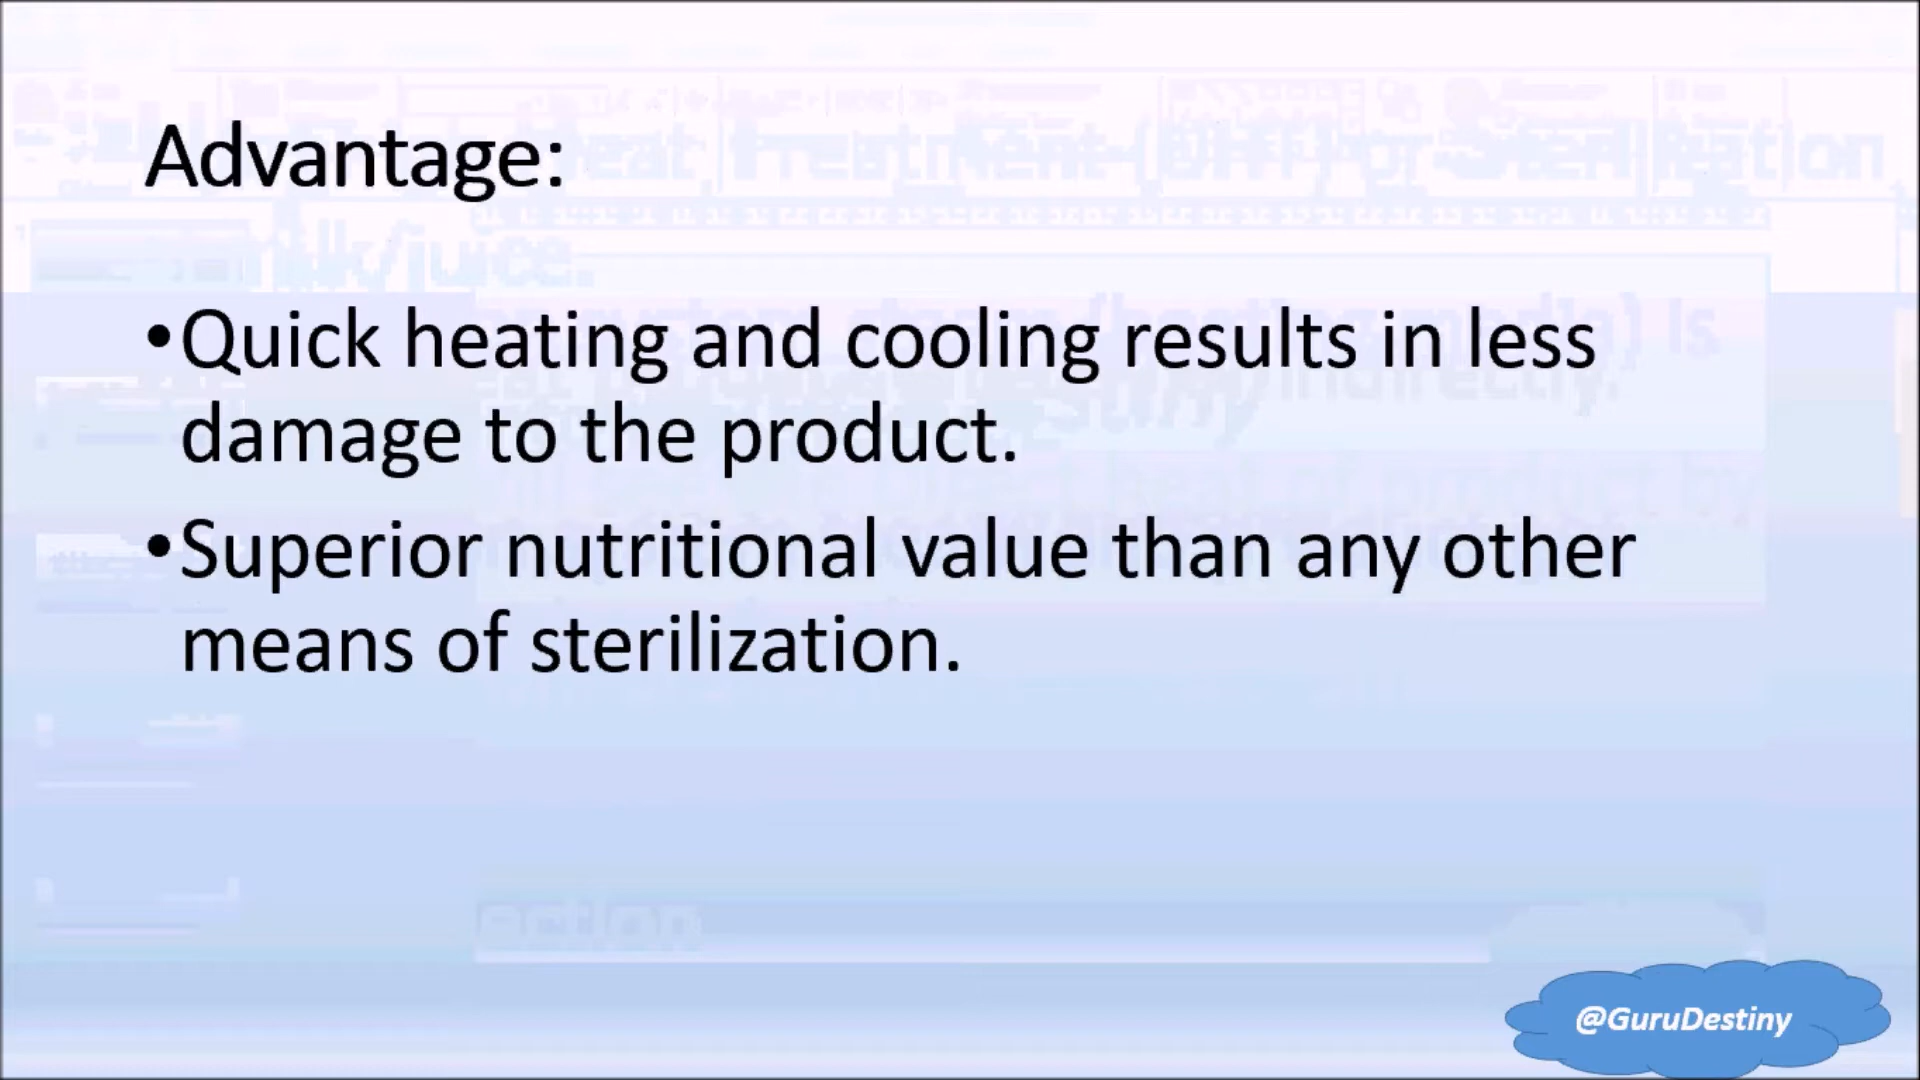 Advantage:
•Quick heating and cooling results in less
damage to the product.
•Superior nutritional value than any other
means of sterilization.
@GuruDestiny